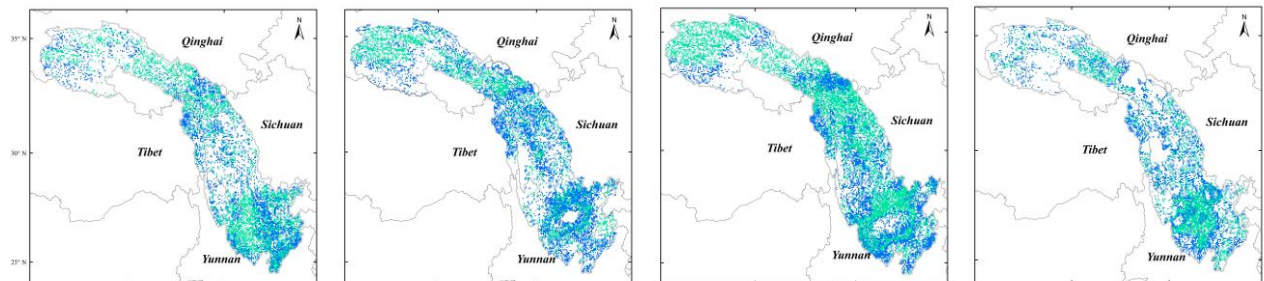 N
35° N
Qinghai
Sichuan
30° N
Tibet
Yunnan
25° N
N
Qinghai
Sichuan
Tibet
Yunnan
N
Qinghai
Sichuan
Tibet
Yunnan
N
Qinghai
Sichuan
Tibet
Yunnan